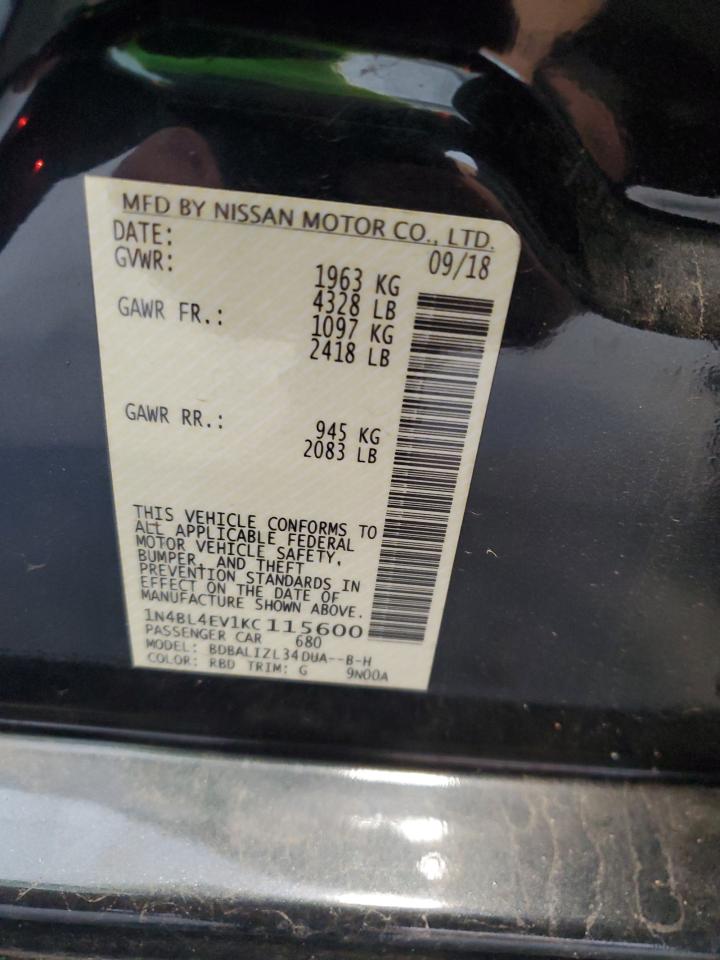 MFD BY NISSAN MOTOR CO., LTD.
DATE: 09/18
GVWR: 1963 KG
4328 LB
GAWR FR.: 1097 KG
2418 LB
GAWR RR.: 945 KG
2083 LB
THIS VEHICLE CONFORMS TO
ALL APPLICABLE FEDERAL
MOTOR VEHICLE SAFETY,
BUMPER, AND THEFT
PREVENTION STANDARDS IN
EFFECT ON THE DATE OF
MANUFACTURE SHOWN ABOVE.
1N4BL4EV1KC115600
PASSENGER CAR 680
MODEL: BDBALIZL34DUA--B-H
COLOR: RBD TRIM: G 9N00A